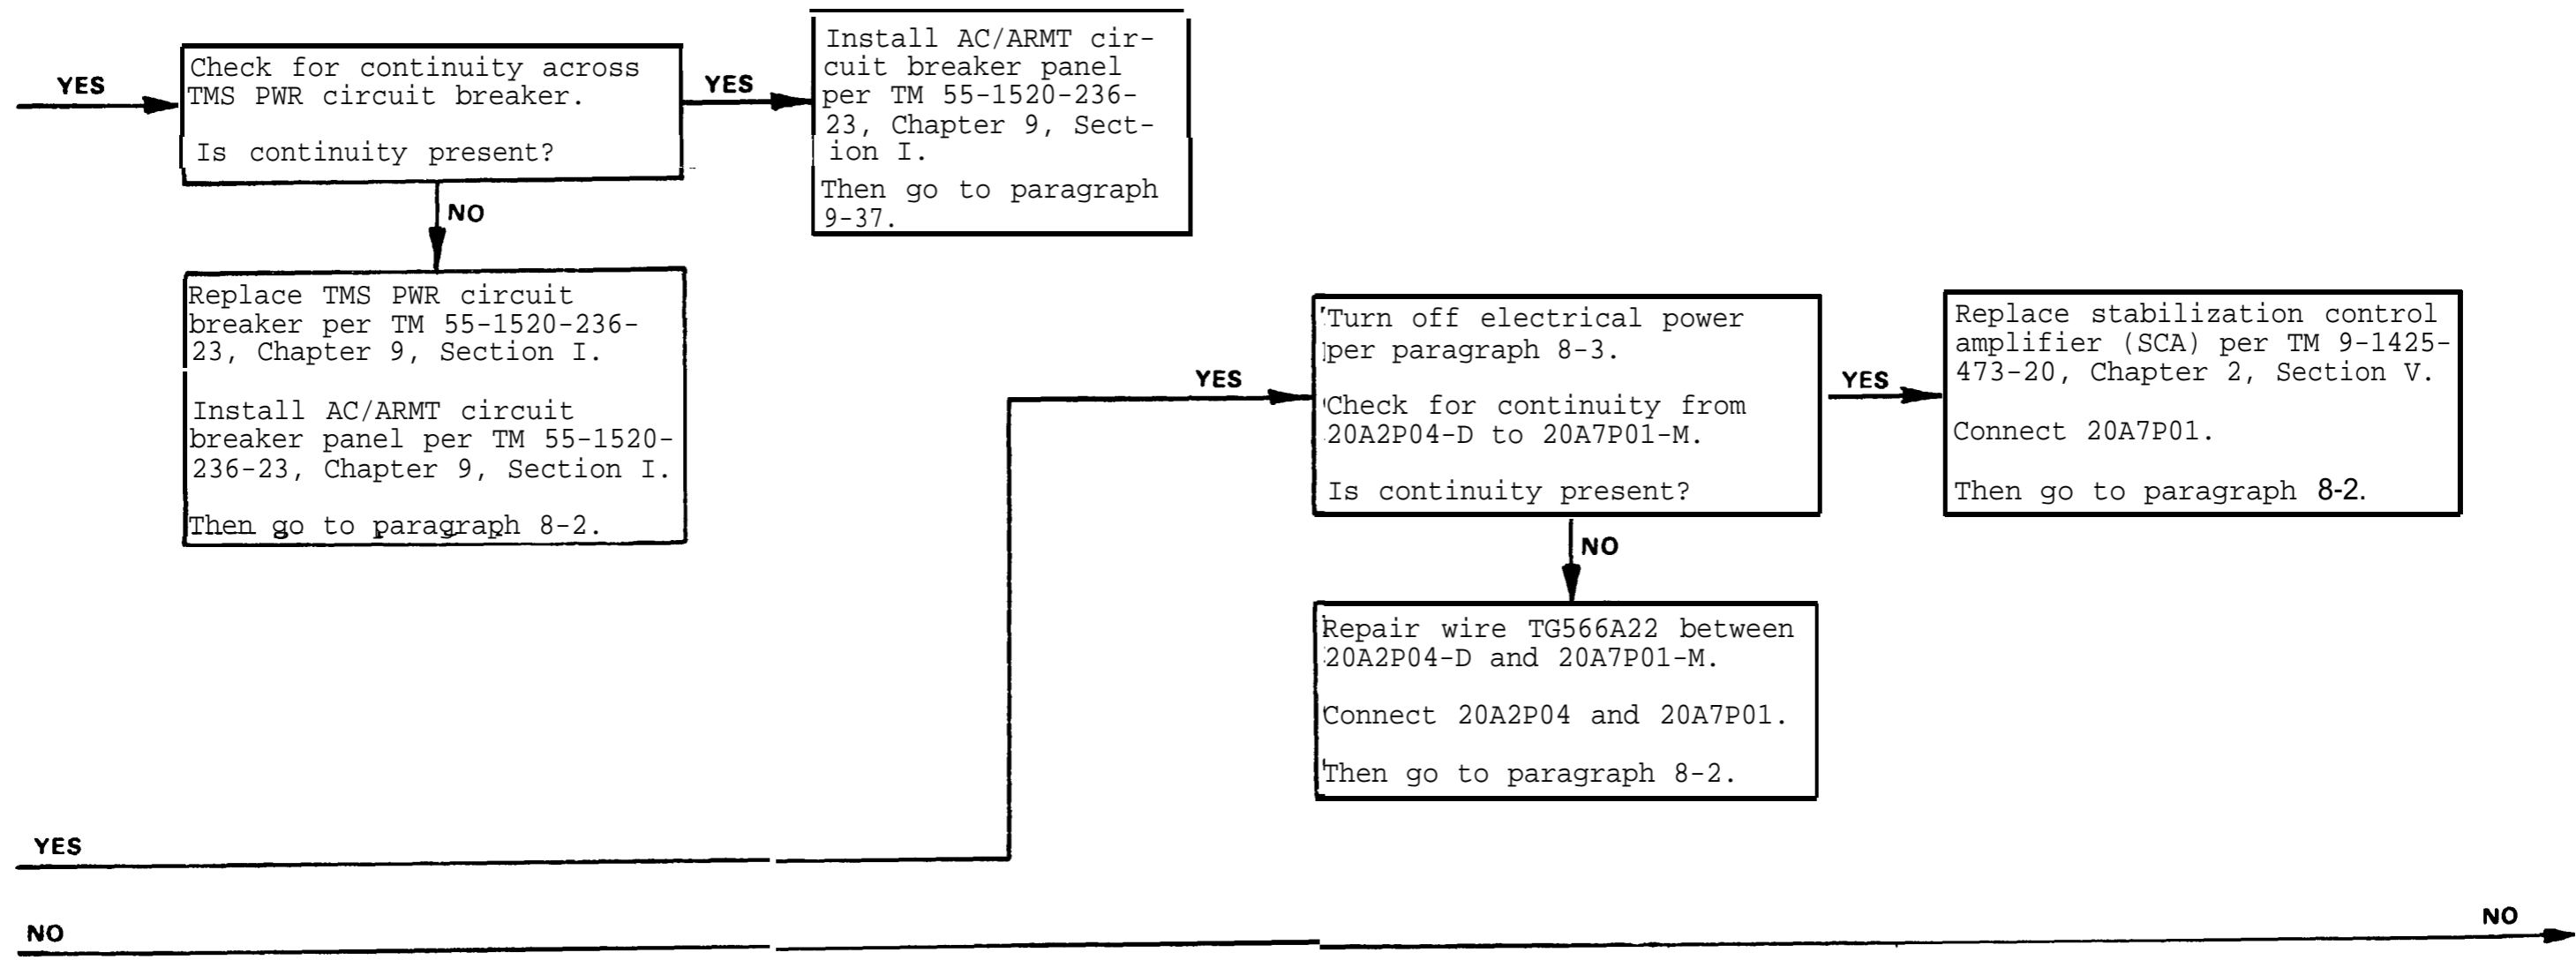 YES
Check for continuity across
TMS PWR circuit breaker.
Is continuity present?
YES
Install AC/ARMT cir-
cuit breaker panel
per TM 55-1520-236-
23, Chapter 9, Sect-
ion I.
Then go to paragraph
9-37.
NO
Replace TMS PWR circuit
breaker per TM 55-1520-236-
23, Chapter 9, Section I.
Install AC/ARMT circuit
breaker panel per TM 55-1520-
236-23, Chapter 9, Section I.
Then go to paragraph 8-2.
YES
Turn off electrical power
per paragraph 8-3.
Check for continuity from
20A2P04-D to 20A7P01-M.
Is continuity present?
YES
Replace stabilization control
amplifier (SCA) per TM 9-1425-
473-20, Chapter 2, Section V.
Connect 20A7P01.
Then go to paragraph 8-2.
NO
Repair wire TG566A22 between
20A2P04-D and 20A7P01-M.
Connect 20A2P04 and 20A7P01.
Then go to paragraph 8-2.
YES
NO
NO